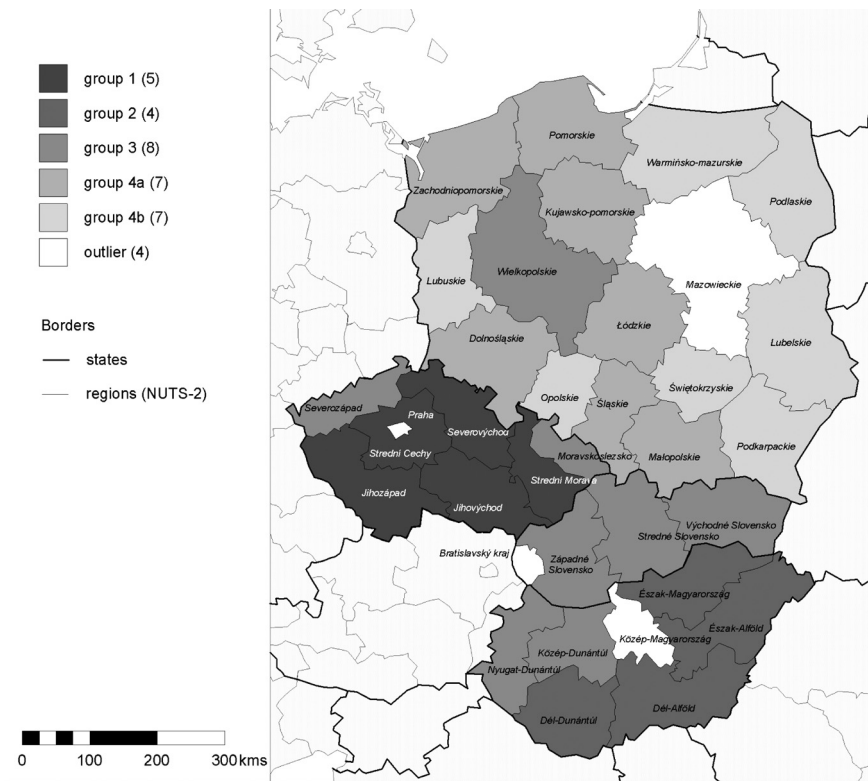 group 1 (5)
group 2 (4)
group 3 (8)
group 4a (7)
group 4b (7)
outlier (4)
Borders
states
regions (NUTS-2)
0 100 200 300 kms
Pomorskie
Warmińsko-mazurskie
Zachodniopomorskie
Podlaskie
Kujawsko-pomorskie
Wielkopolskie
Lubuskie
Mazowieckie
Łódzkie
Dolnośląskie
Lubelskie
Świętokrzyskie
Opolskie
Śląskie
Severozápad
Praha
Severovýchod
Podkarpackie
Stredni Cechy
Moravskoslezsko
Małopolskie
Stredni Morava
Jihozápad
Jihovýchod
Východné Slovensko
Stredné Slovensko
Bratislavský kraj
Západné
Slovensko
Észak-Magyarország
Észak-Alföld
Közép-Magyarország
Közép-Dunántúl
Nyugat-Dunántúl
Dél-Alföld
Dél-Dunántúl